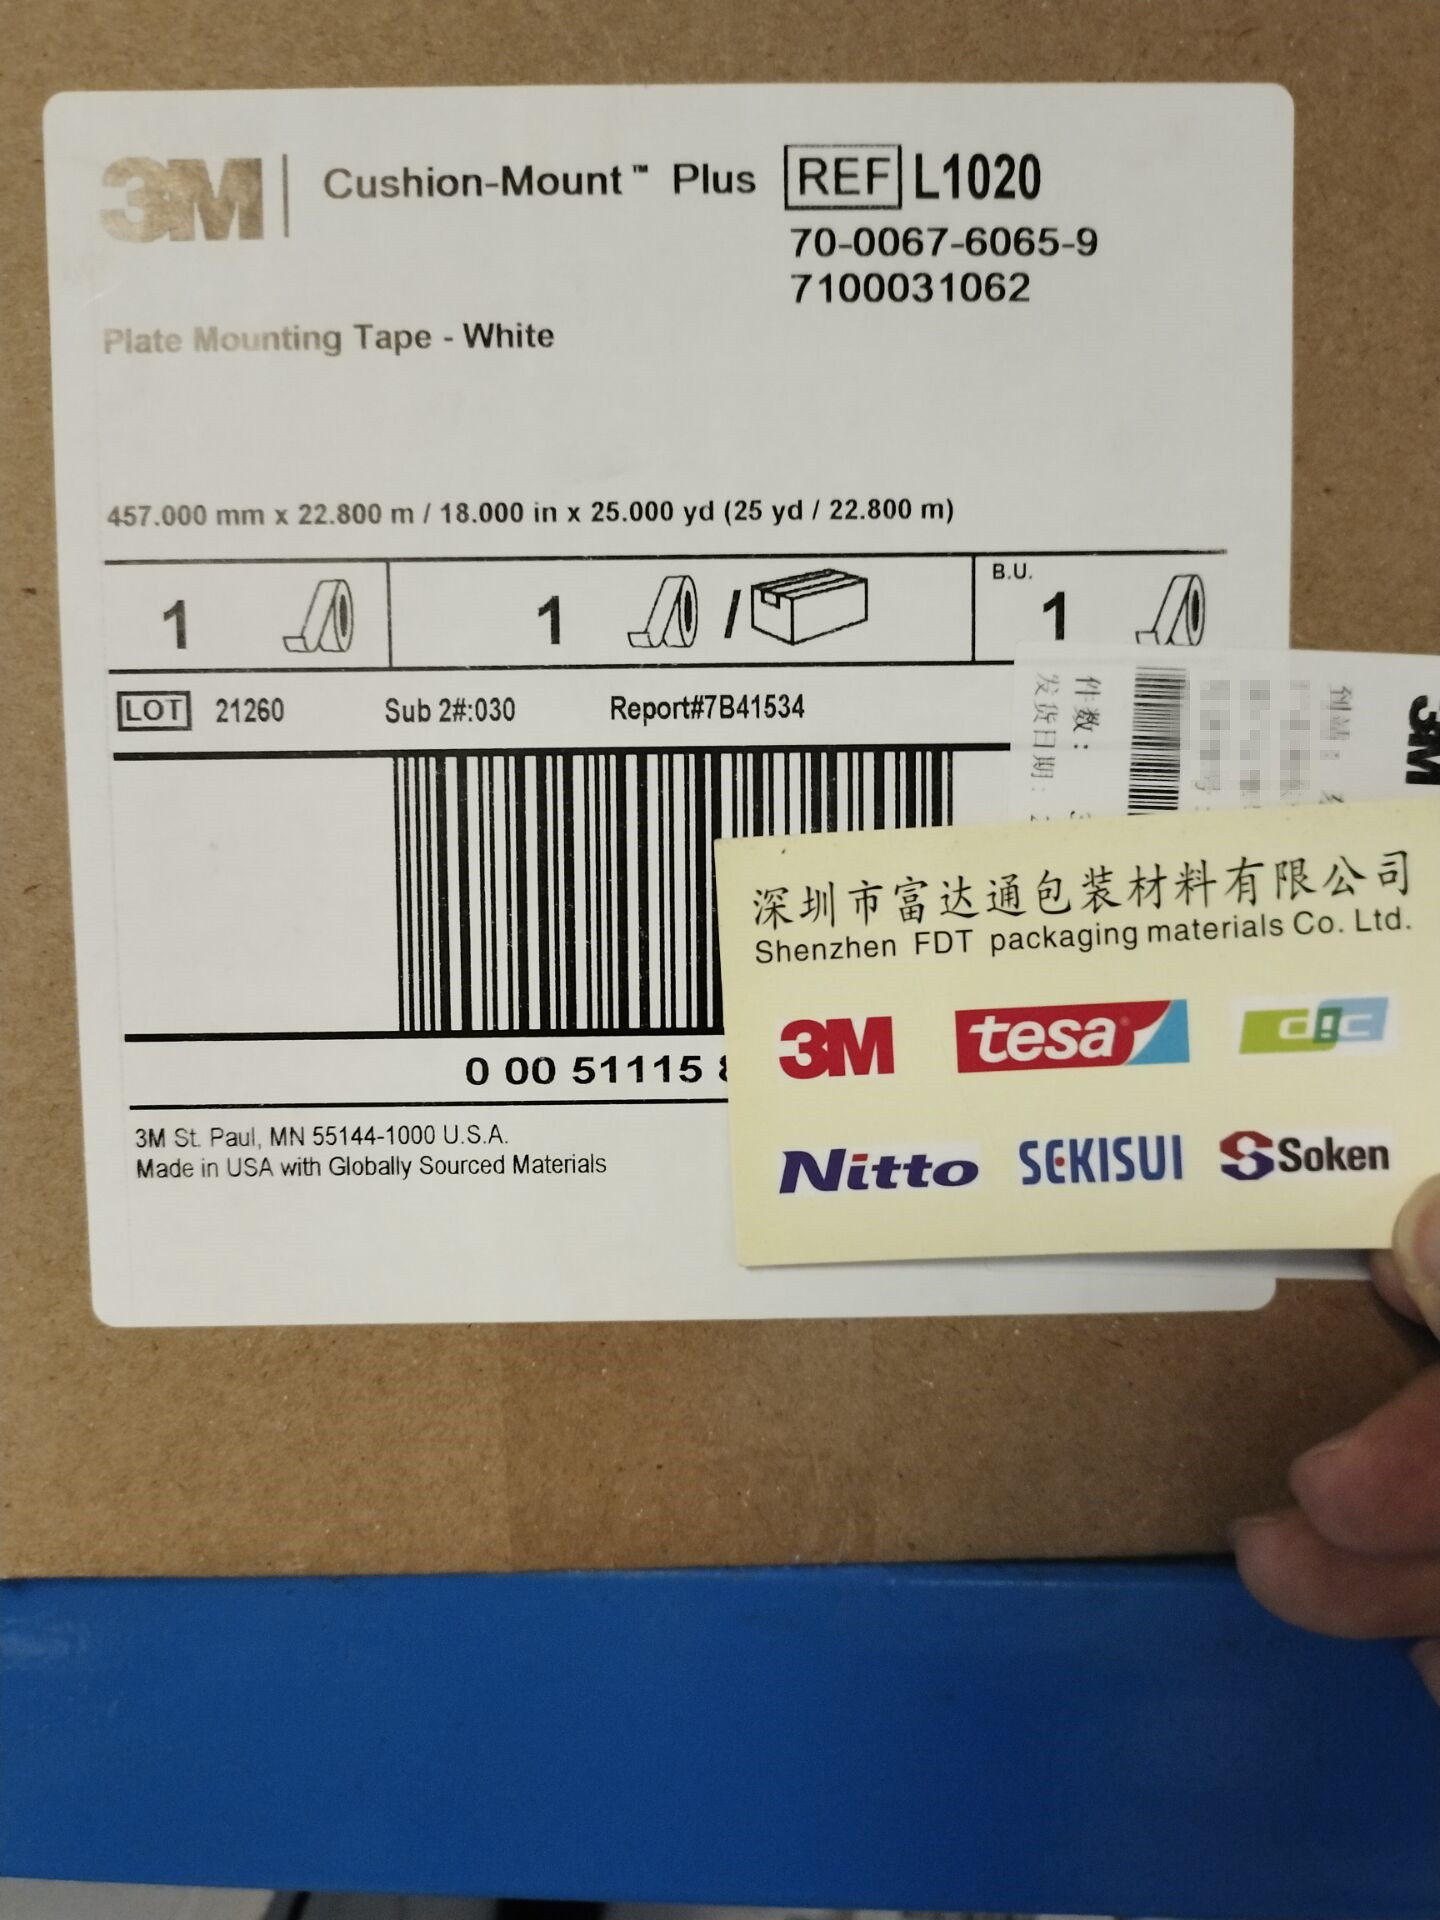 3M Cushion-Mount™ Plus REF L1020
70-0067-6065-9
7100031062
Plate Mounting Tape - White
457.000 mm x 22.800 m / 18.000 in x 25.000 yd (25 yd / 22.800 m)
1 1 / B.U. 1
LOT 21260 Sub 2#:030 Report#7B41534
0 00 51115
3M St. Paul, MN 55144-1000 U.S.A.
Made in USA with Globally Sourced Materials
3M
件数:
发货日期:
深圳市富达通包装材料有限公司
Shenzhen FDT packaging materials Co. Ltd.
3M tesa dic
Nitto SEKISUI Soken